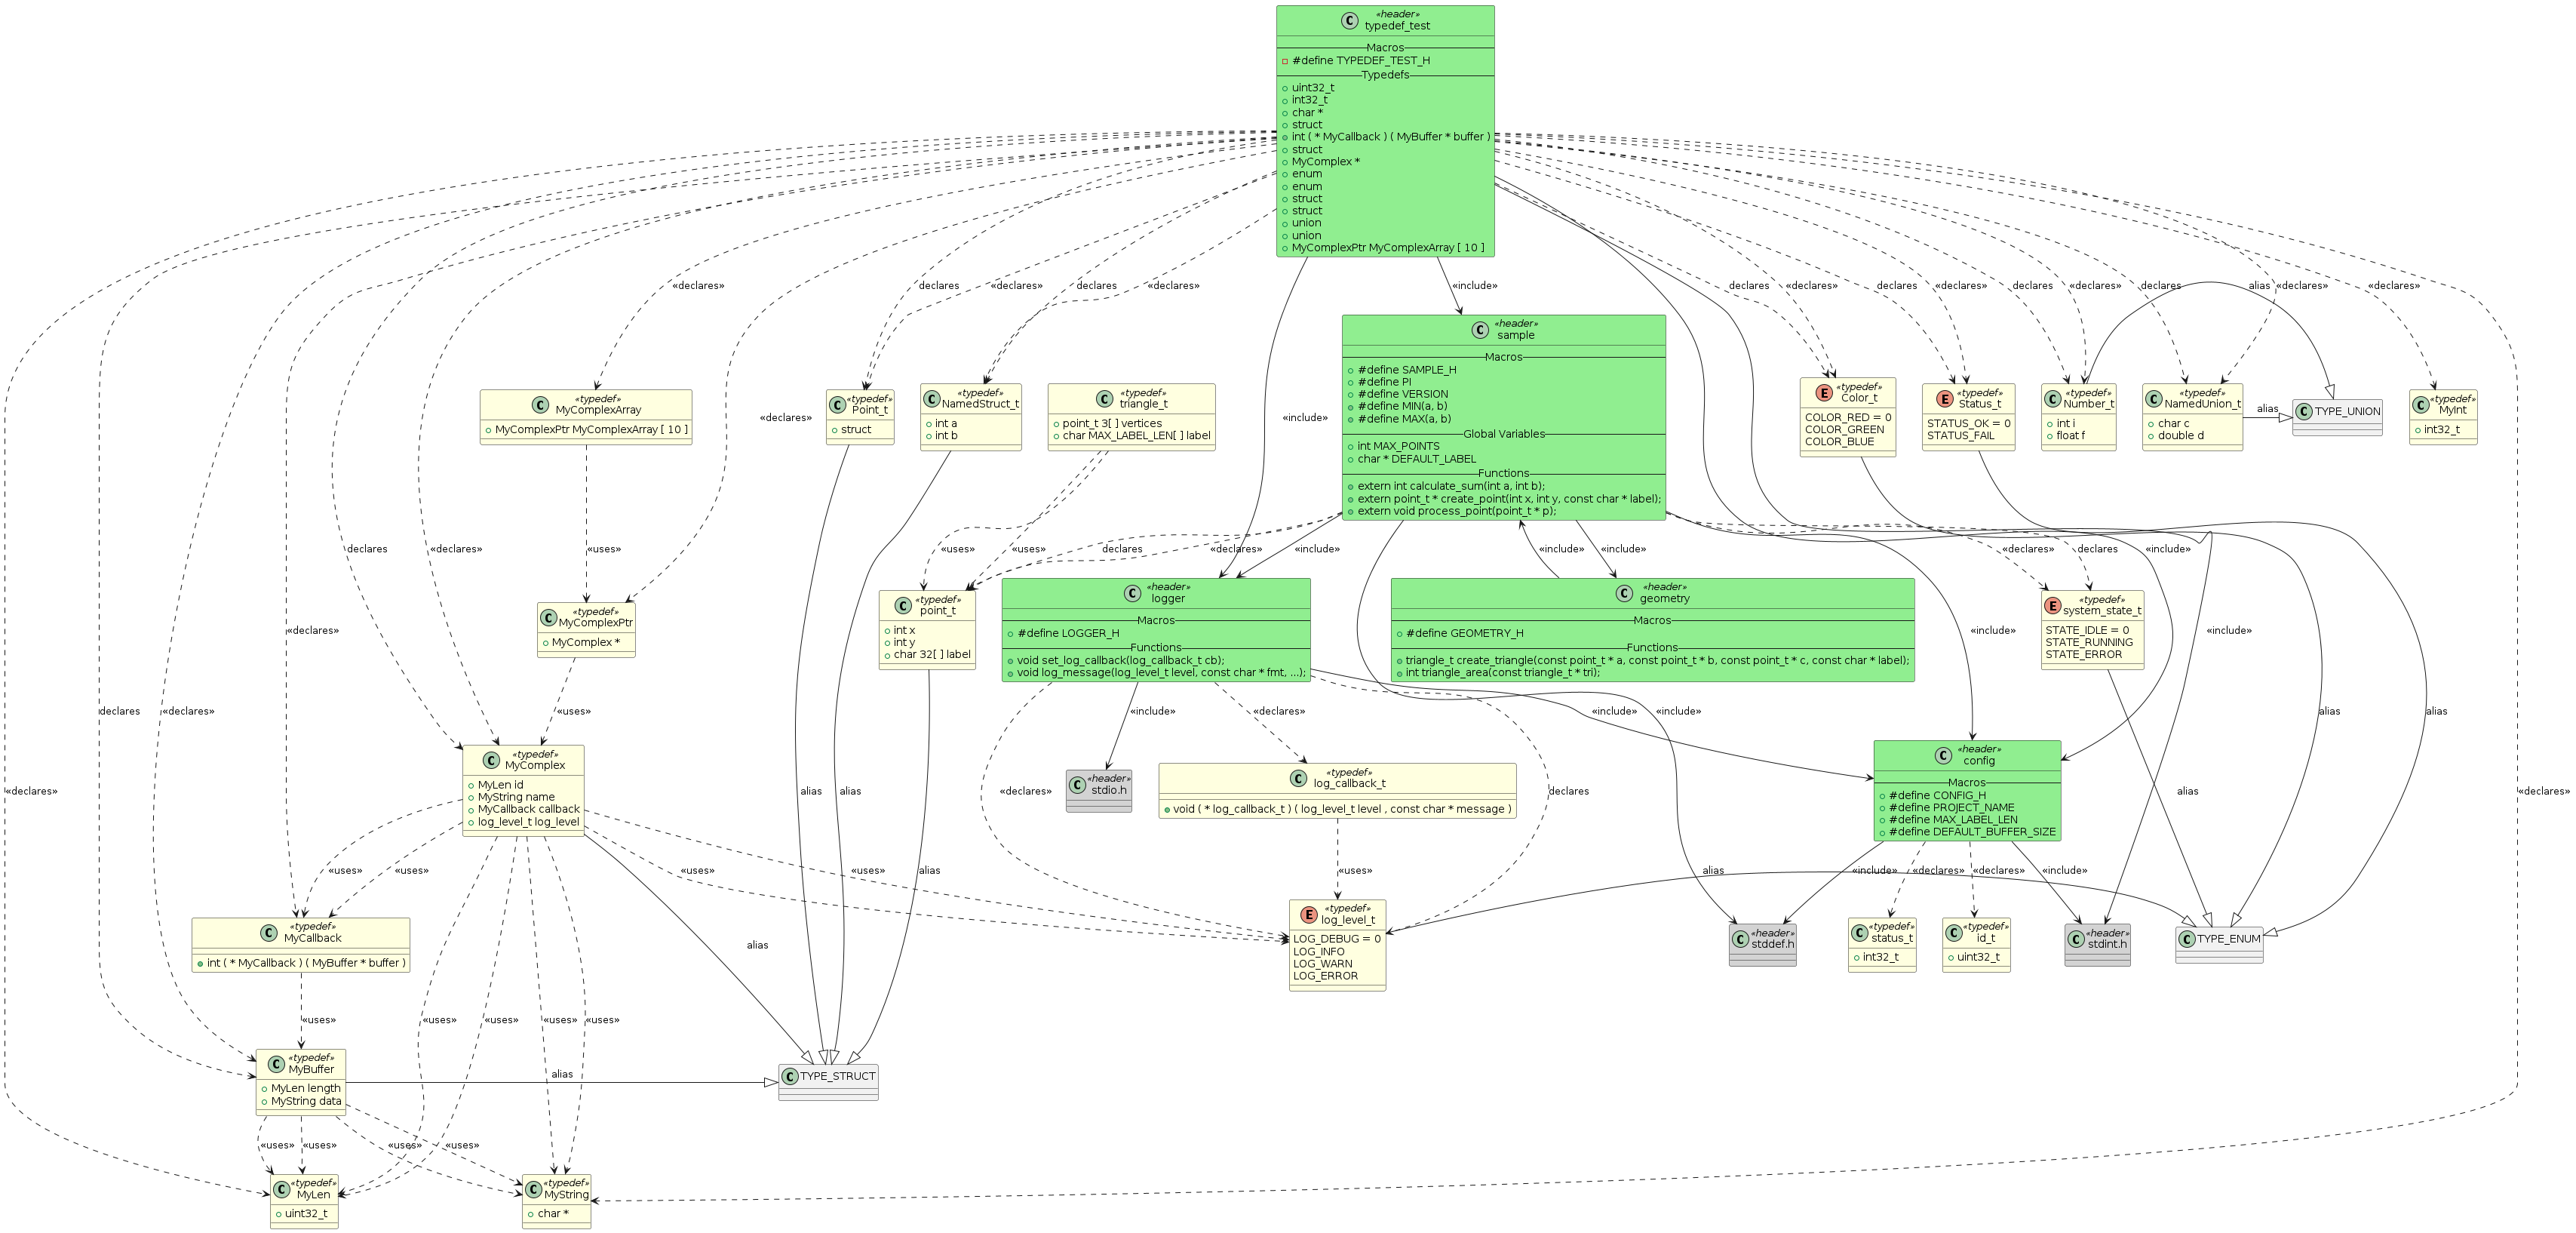 «header»
typedef_test
Macros
#define TYPEDEF_TEST_H
Typedefs
uint32_t
int32_t
char *
struct
int ( * MyCallback ) ( MyBuffer * buffer )
struct
MyComplex *
enum
enum
struct
struct
union
union
MyComplexPtr MyComplexArray [ 10 ]
«declares»
declares
«declares»
declares
«declares»
«include»
declares
«declares»
declares
«declares»
declares
«declares»
declares
«declares»
alias
«declares»
«header»
sample
Macros
#define SAMPLE_H
#define PI
#define VERSION
#define MIN(a, b)
#define MAX(a, b)
Global Variables
int MAX_POINTS
char * DEFAULT_LABEL
Functions
extern int calculate_sum(int a, int b);
extern point_t * create_point(int x, int y, const char * label);
extern void process_point(point_t * p);
«typedef»
MyComplexArray
MyComplexPtr MyComplexArray [ 10 ]
«typedef»
Point_t
struct
«typedef»
NamedStruct_t
int a
int b
«typedef»
triangle_t
point_t 3[ ] vertices
char MAX_LABEL_LEN[ ] label
«typedef»
Color_t
COLOR_RED = 0
COLOR_GREEN
COLOR_BLUE
«typedef»
Status_t
STATUS_OK = 0
STATUS_FAIL
«typedef»
Number_t
int i
float f
«typedef»
NamedUnion_t
char c
double d
alias
TYPE_UNION
«typedef»
MyInt
int32_t
«declares»
«include»
declares
«declares»
«uses»
«uses»
«uses»
declares
«declares»
«include»
«include»
«include»
«declares»
declares
«include»
«typedef»
MyComplexPtr
MyComplex *
«typedef»
point_t
int x
int y
char 32[ ] label
«header»
logger
Macros
#define LOGGER_H
Functions
void set_log_callback(log_callback_t cb);
void log_message(log_level_t level, const char * fmt, ...);
«header»
geometry
Macros
#define GEOMETRY_H
Functions
triangle_t create_triangle(const point_t * a, const point_t * b, const point_t * c, const char * label);
int triangle_area(const triangle_t * tri);
«typedef»
system_state_t
STATE_IDLE = 0
STATE_RUNNING
STATE_ERROR
«declares»
«include»
«include»
declares
«declares»
«uses»
«include»
«declares»
«include»
«include»
alias
alias
«typedef»
MyComplex
MyLen id
MyString name
MyCallback callback
log_level_t log_level
«declares»
alias
alias
«declares»
«header»
stdio.h
«typedef»
log_callback_t
void ( * log_callback_t ) ( log_level_t level , const char * message )
declares
«header»
config
Macros
#define CONFIG_H
#define PROJECT_NAME
#define MAX_LABEL_LEN
#define DEFAULT_BUFFER_SIZE
alias
«declares»
«uses»
«uses»
«uses»
«uses»
alias
«uses»
alias
«include»
«declares»
«declares»
«include»
«typedef»
MyCallback
int ( * MyCallback ) ( MyBuffer * buffer )
alias
«typedef»
log_level_t
LOG_DEBUG = 0
LOG_INFO
LOG_WARN
LOG_ERROR
«header»
stddef.h
«typedef»
status_t
int32_t
«typedef»
id_t
uint32_t
«header»
stdint.h
TYPE_ENUM
«uses»
«uses»
«uses»
«uses»
«uses»
«typedef»
MyBuffer
MyLen length
MyString data
alias
TYPE_STRUCT
«uses»
«uses»
«uses»
«uses»
«typedef»
MyLen
uint32_t
«typedef»
MyString
char *